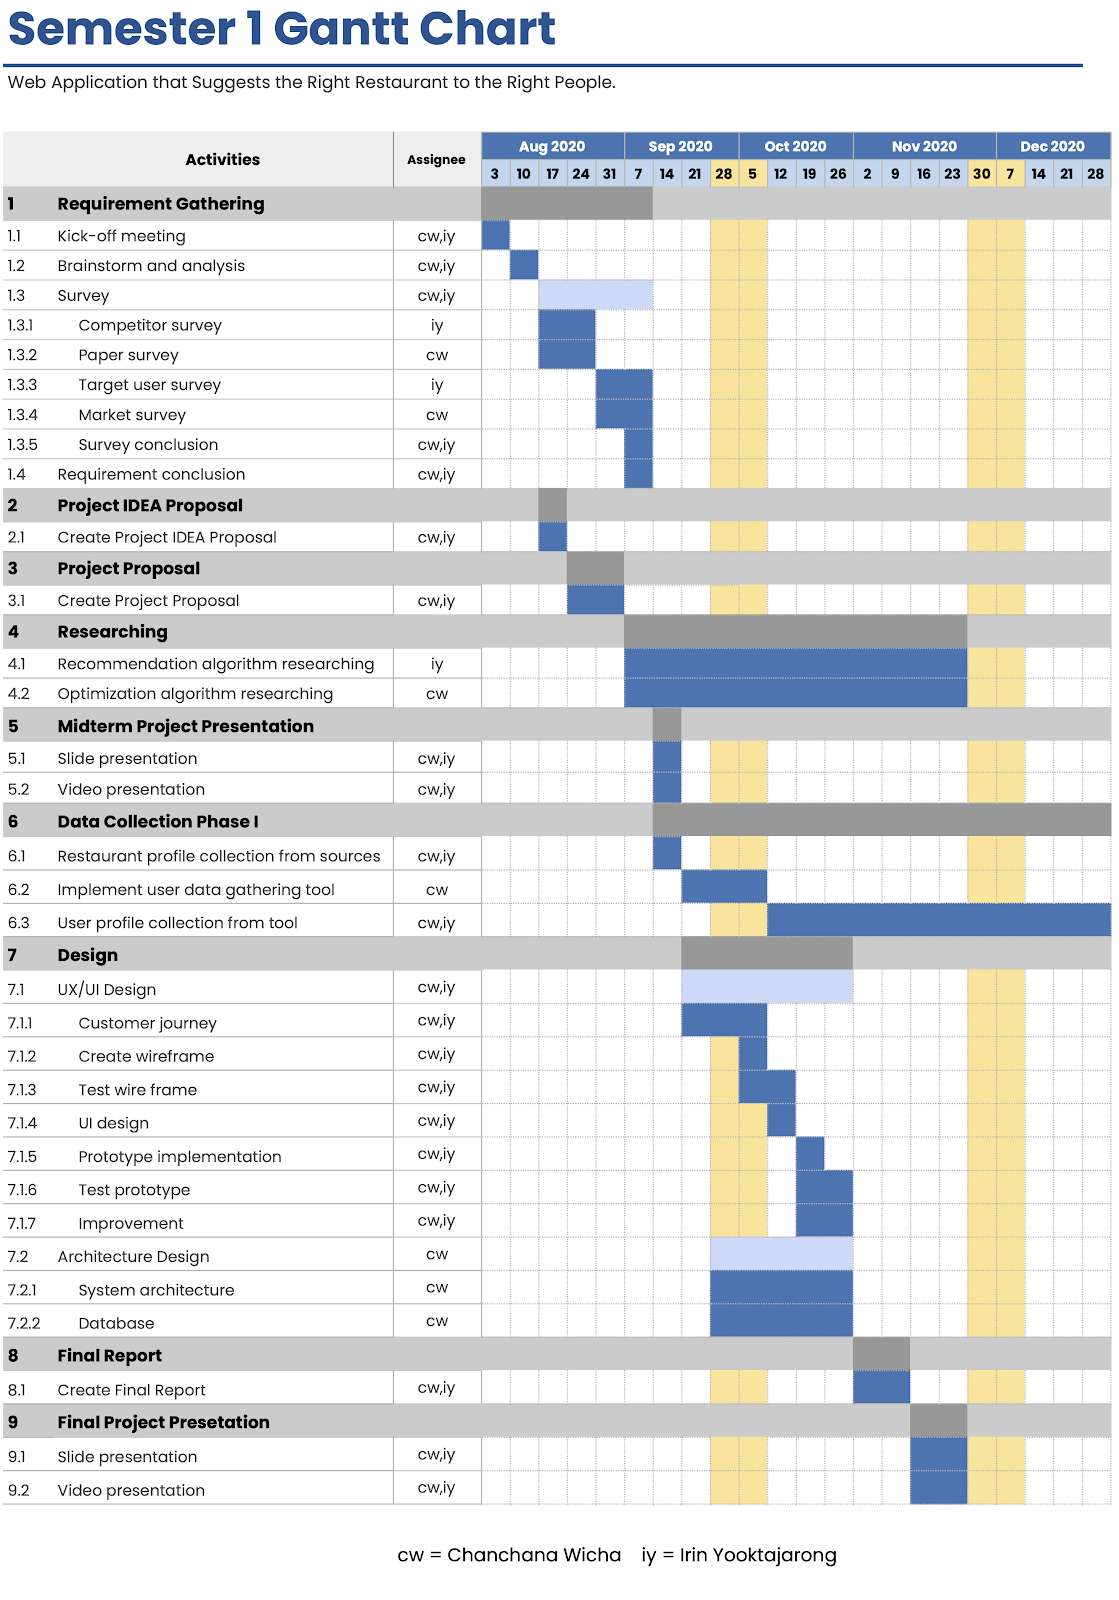 Semester 1 Gantt Chart
Web Application that Suggests the Right Restaurant to the Right People.
Activities Assignee Aug 2020 Sep 2020 Oct 2020 Nov 2020 Dec 2020
3 10 17 24 31 7 14 21 28 5 12 19 26 2 9 16 23 30 7 14 21 28
1 Requirement Gathering
1.1 Kick-off meeting cw,iy
1.2 Brainstorm and analysis cw,iy
1.3 Survey cw,iy
1.3.1 Competitor survey iy
1.3.2 Paper survey cw
1.3.3 Target user survey iy
1.3.4 Market survey cw
1.3.5 Survey conclusion cw,iy
1.4 Requirement conclusion cw,iy
2 Project IDEA Proposal
2.1 Create Project IDEA Proposal cw,iy
3 Project Proposal
3.1 Create Project Proposal cw,iy
4 Researching
4.1 Recommendation algorithm researching iy
4.2 Optimization algorithm researching cw
5 Midterm Project Presentation
5.1 Slide presentation cw,iy
5.2 Video presentation cw,iy
6 Data Collection Phase I
6.1 Restaurant profile collection from sources cw,iy
6.2 Implement user data gathering tool cw
6.3 User profile collection from tool cw,iy
7 Design
7.1 UX/UI Design cw,iy
7.1.1 Customer journey cw,iy
7.1.2 Create wireframe cw,iy
7.1.3 Test wire frame cw,iy
7.1.4 UI design cw,iy
7.1.5 Prototype implementation cw,iy
7.1.6 Test prototype cw,iy
7.1.7 Improvement cw,iy
7.2 Architecture Design cw
7.2.1 System architecture cw
7.2.2 Database cw
8 Final Report
8.1 Create Final Report cw,iy
9 Final Project Presetation
9.1 Slide presentation cw,iy
9.2 Video presentation cw,iy
cw = Chanchana Wicha iy = Irin Yooktajarong